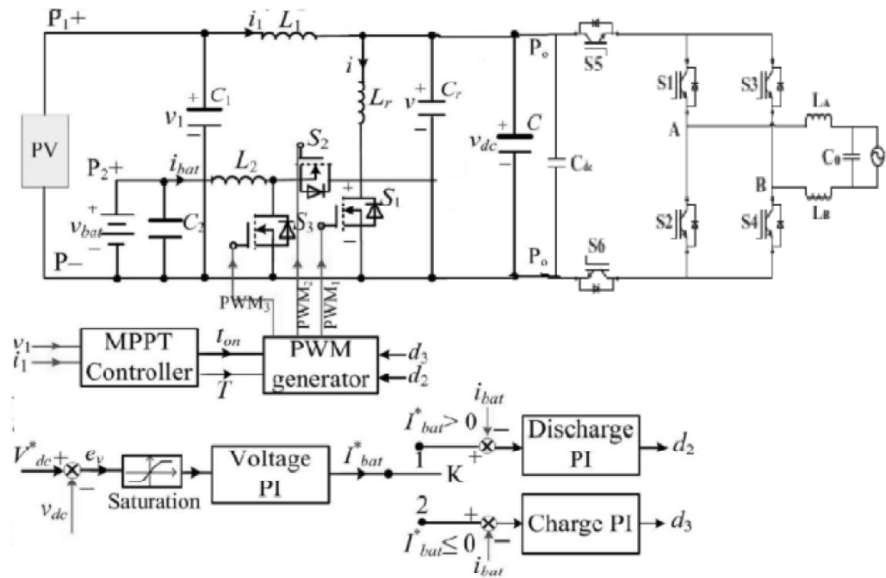 P1+
i1
L1
Po
S5
i
Lr
C1
v1
Cr
v
S1
S3
PV
S2
vdc
C
Cdc
A
LA
C0
P2+
ibat
L2
S1
B
LB
vbat
C2
S3
S2
S4
P−
Po
S6
PWM3
PWM2
PWM1
v1
i1
MPPT
Controller
ton
T
PWM
generator
d3
d2
ibat
I*bat> 0
1
Discharge
PI
d2
V*dc
ev
Saturation
Voltage
PI
I*bat
K
vdc
2
I*bat≤ 0
Charge PI
d3
ibat